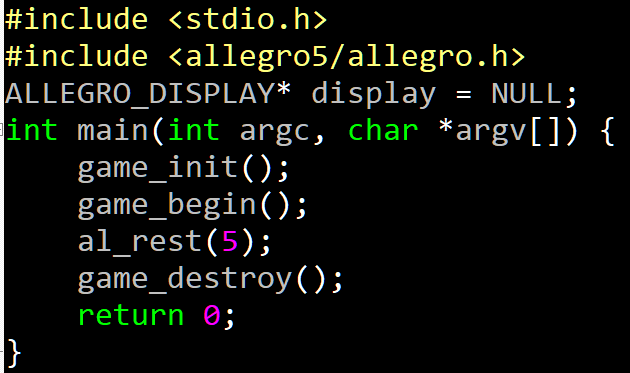 #include <stdio.h>
#include <allegro5/allegro.h>
ALLEGRO_DISPLAY* display = NULL;
int main(int argc, char *argv[]) {
    game_init();
    game_begin();
    al_rest(5);
    game_destroy();
    return 0;
}